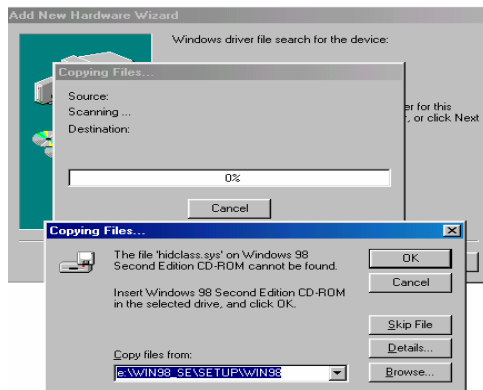 Add New Hardware Wizard
Windows driver file search for the device:
Copying Files...
Source:
Scanning ...
Destination:
er for this
, or click Next
0%
Cancel
Copying Files...
The file 'hidclass.sys' on Windows 98
Second Edition CD-ROM cannot be found.
Insert Windows 98 Second Edition CD-ROM
in the selected drive, and click OK.
OK
Cancel
Skip File
Details...
Browse...
Copy files from:
e:\WIN98_SE\SETUP\WIN98